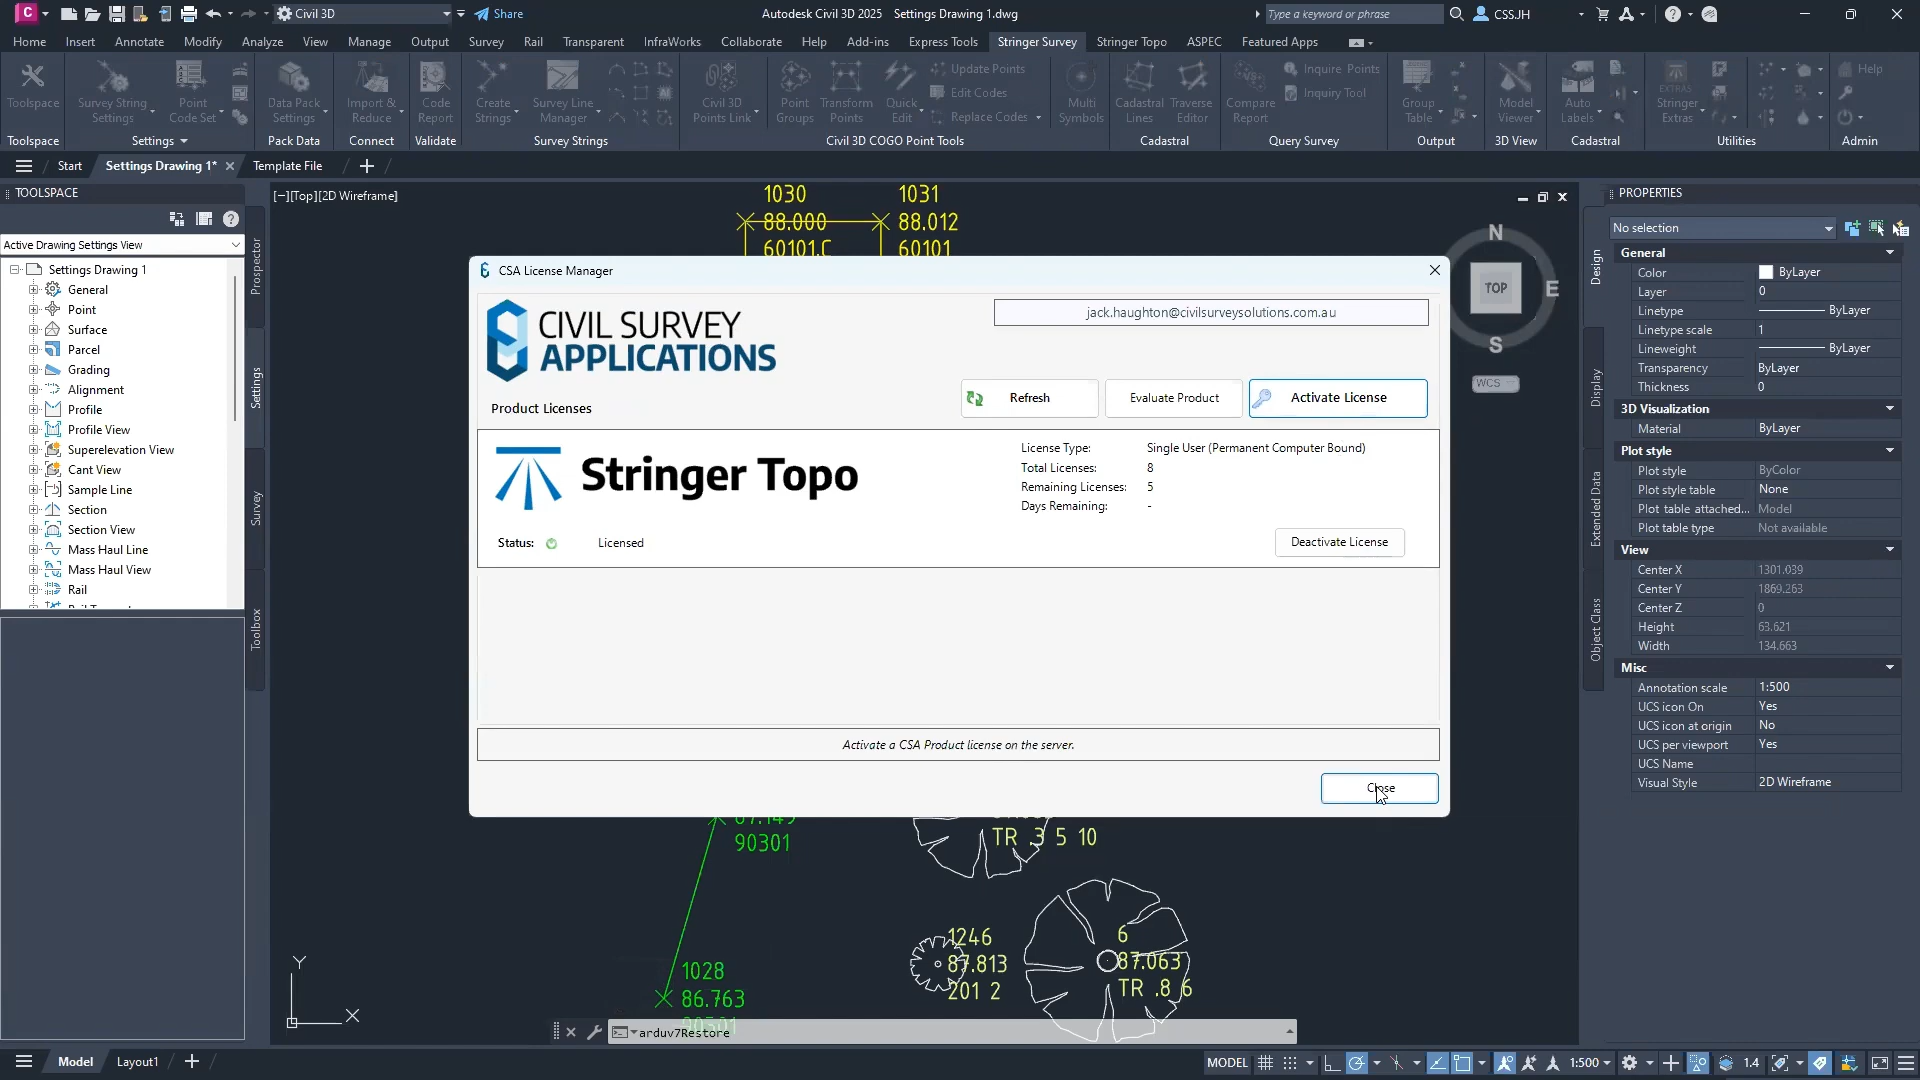 Civil 3D
Share
Autodesk Civil 3D 2025 Settings Drawing 1.dwg
Type a keyword or phrase
CSS.JH
Home Insert Annotate Modify Analyze View Manage Output Survey Rail Transparent InfraWorks Collaborate Help Add-ins Express Tools Stringer Survey Stringer Topo ASPEC Featured Apps
Toolspace
Survey String Settings
Point Code Set
Data Pack Settings
Import & Reduce
Code Report
Create Strings
Survey Line Manager
Civil 3D Points Link
Point Groups
Transform Points
Quick Edit
Update Points
Edit Codes
Replace Codes
Multi Symbols
Cadastral Lines
Traverse Editor
Compare Report
Inquire Points
Inquiry Tool
Group Table
Model Viewer
Auto Labels
EXTRAS
Stringer Extras
Help
Toolspace Settings Pack Data Connect Validate Survey Strings Civil 3D COGO Point Tools Cadastral Query Survey Output 3D View Cadastral Utilities Admin
Start Settings Drawing 1* Template File
TOOLSPACE
Active Drawing Settings View
Settings Drawing 1
General
Point
Surface
Parcel
Grading
Alignment
Profile
Profile View
Superelevation View
Cant View
Sample Line
Section
Section View
Mass Haul Line
Mass Haul View
Rail
Prospector
Settings
Survey
Toolbox
[−][Top][2D Wireframe]
1030 1031
88.000 88.012
60101.C 60101
N
TOP
E
S
WCS
CSA License Manager
CIVIL SURVEY
APPLICATIONS
jack.haughton@civilsurveysolutions.com.au
Refresh
Evaluate Product
Activate License
Product Licenses
Stringer Topo
License Type: Single User (Permanent Computer Bound)
Total Licenses: 8
Remaining Licenses: 5
Days Remaining: -
Status: Licensed
Deactivate License
Activate a CSA Product license on the server.
Close
90301
TR .3 5 10
1246
87.813
201 2
6
87.063
TR .8 6
1028
86.763
90301
Y
X
arduv7Restore
PROPERTIES
No selection
General
Color ByLayer
Layer 0
Linetype ByLayer
Linetype scale 1
Lineweight ByLayer
Transparency ByLayer
Thickness 0
3D Visualization
Material ByLayer
Plot style
Plot style ByColor
Plot style table None
Plot table attached... Model
Plot table type Not available
View
Center X 1301.039
Center Y 1869.263
Center Z 0
Height 63.621
Width 134.663
Misc
Annotation scale 1:500
UCS icon On Yes
UCS icon at origin No
UCS per viewport Yes
UCS Name
Visual Style 2D Wireframe
Design
Display
Extended Data
Object Class
Model Layout1
MODEL
1:500
1.4